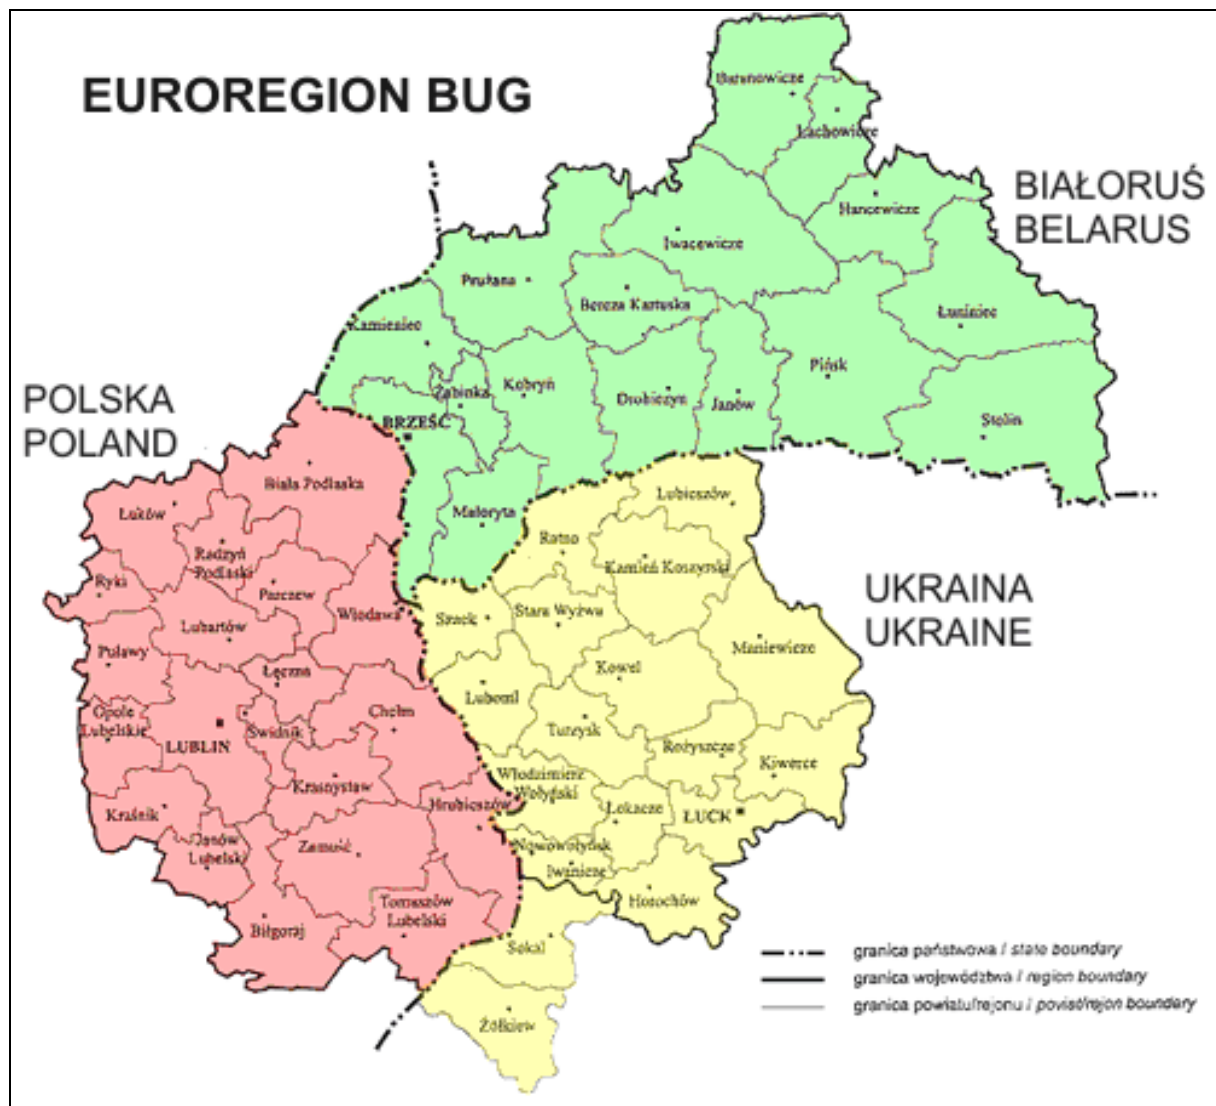 EUROREGION BUG
Baranowicze
Lachowicze
BIAŁORUŚ
BELARUS
Hancewicze
Iwacewicze
Prużana
Bereza Kartuska
Łuniniec
Kamieniec
Pińsk
POLSKA
POLAND
Żabinka
Kobryń
Drohiczyn
Janów
Stolin
BRZEŚĆ
Biała Podlaska
Lubieszów
Łuków
Małoryta
Radzyń
Podlaski
Ratno
Kamień Koszyrski
Ryki
Parczew
Włodawa
UKRAINA
UKRAINE
Szack
Stara Wyżwa
Lubartów
Puławy
Maniewicze
Łęczna
Kowel
Luboml
Opole
Lubelskie
Chełm
Świdnik
LUBLIN
Turzysk
Rożyszcze
Kiwerce
Krasnystaw
Włodzimierz
Wołyński
Hrubieszów
Łokacze
ŁUCK
Kraśnik
Janów
Lubelski
Zamość
Nowowołyńsk
Iwanicze
Tomaszów
Lubelski
Horochów
Biłgoraj
Sokal
Żółkiew
granica państwowa / state boundary
granica województwa / region boundary
granica powiatu/rejonu / povist/rejon boundary